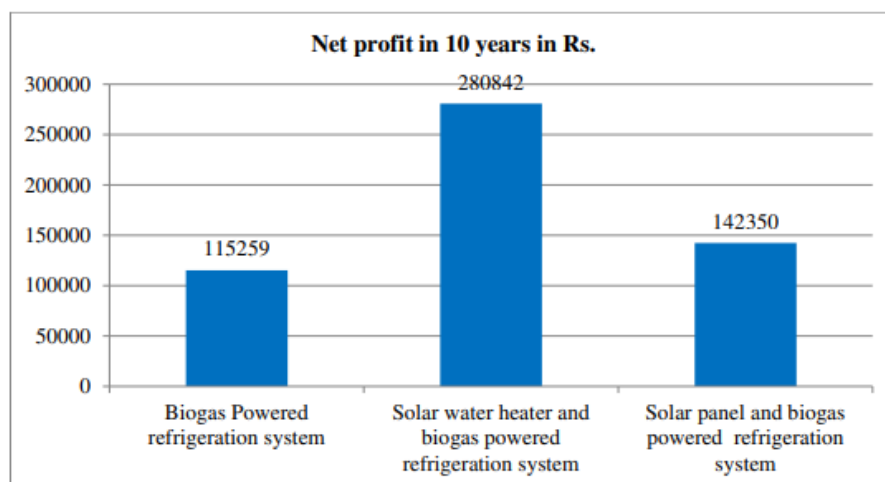 Net profit in 10 years in Rs.
300000
280842
250000
200000
150000
142350
115259
100000
50000
0
Biogas Powered
refrigeration system
Solar water heater and
biogas powered
refrigeration system
Solar panel and biogas
powered refrigeration
system